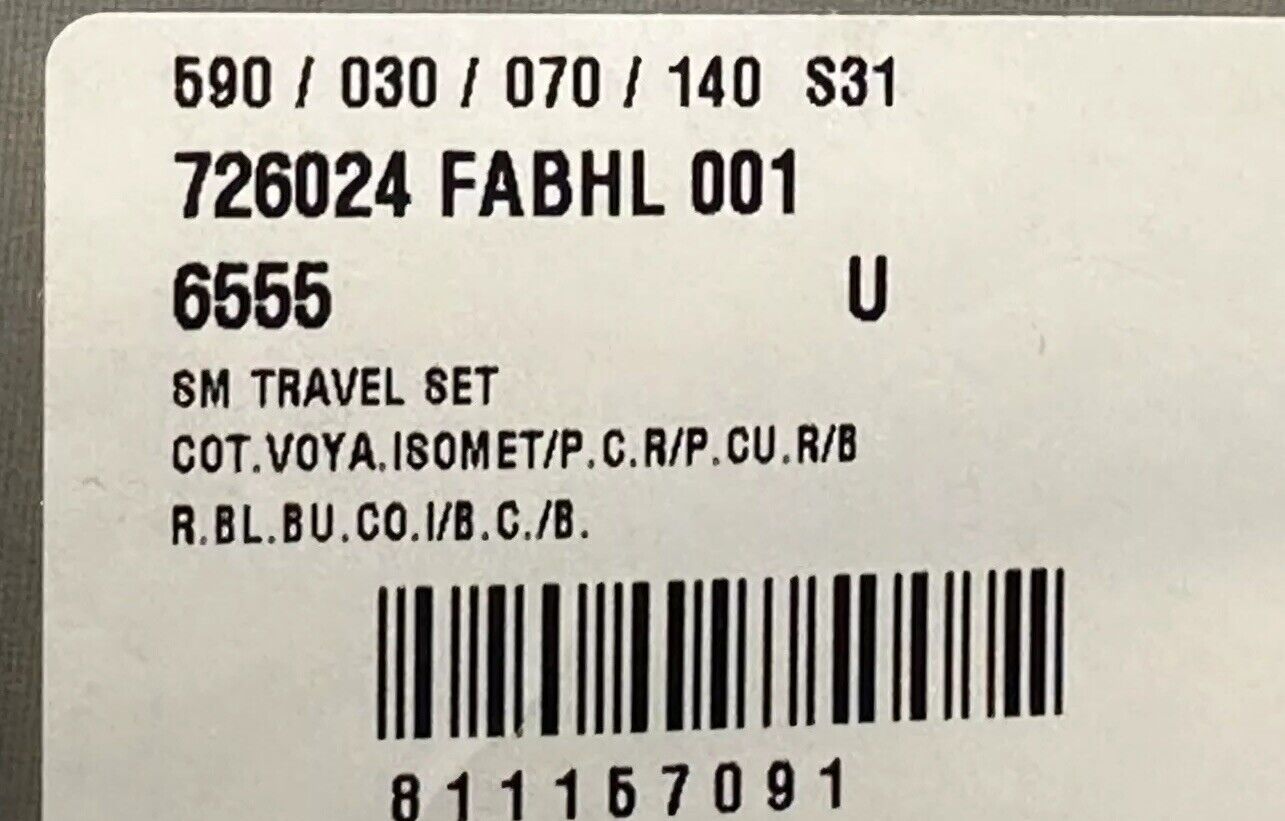 590 / 030 / 070 / 140 S31
726024 FABHL 001
6555 U
SM TRAVEL SET
COT.VOYA.ISOMET/P.C.R/P.CU.R/B
R.BL.BU.CO.I/B.C./B.
811157091